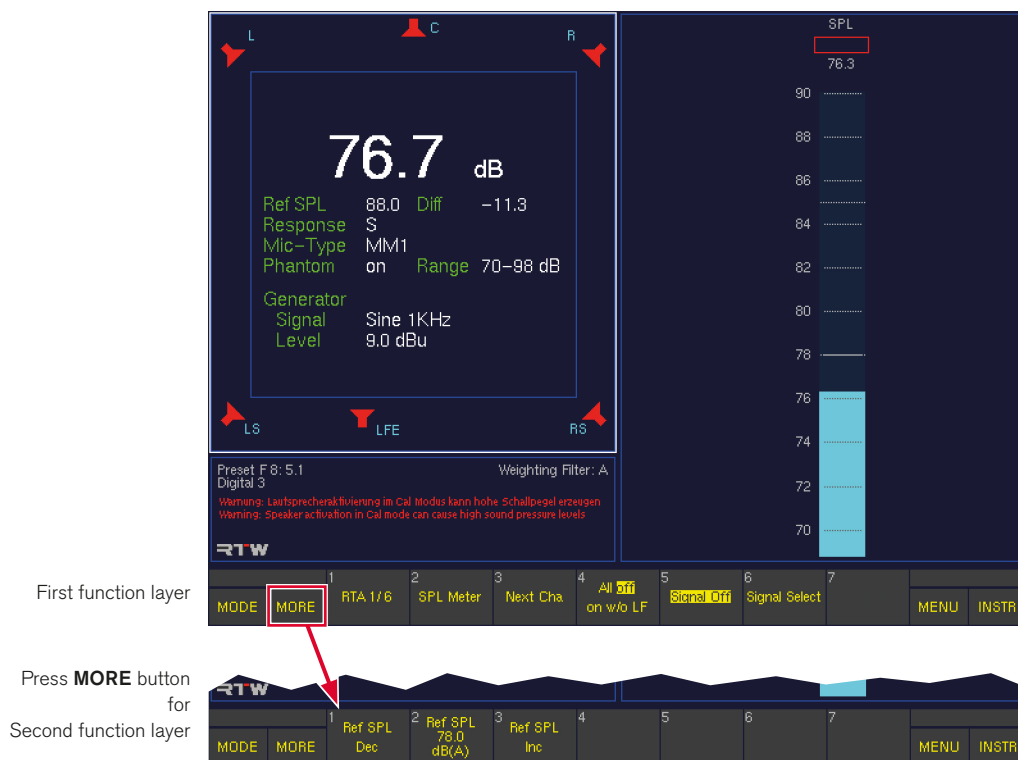 L
C
R
76.7 dB
Ref SPL 88.0 Diff -11.3
Response S
Mic-Type MM1
Phantom on Range 70-98 dB
Generator
Signal Sine 1KHz
Level 9.0 dBu
LS
LFE
RS
Preset F 8: 5.1 Weighting Filter: A
Digital 3
Warnung: Lautsprecheraktivierung im Cal Modus kann hohe Schallpegel erzeugen
Warning: Speaker activation in Cal mode can cause high sound pressure levels
RTW
SPL
76.3
90
88
86
84
82
80
78
76
74
72
70
First function layer
MODE
MORE
1 RTA 1/6
2 SPL Meter
3 Next Cha
4 All off
on w/o LF
5 Signal Off
6 Signal Select
7
MENU
INSTR
Press MORE button
for
Second function layer
RTW
MODE
MORE
1 Ref SPL
Dec
2 Ref SPL
78.0
dB(A)
3 Ref SPL
Inc
4
5
6
7
MENU
INSTR